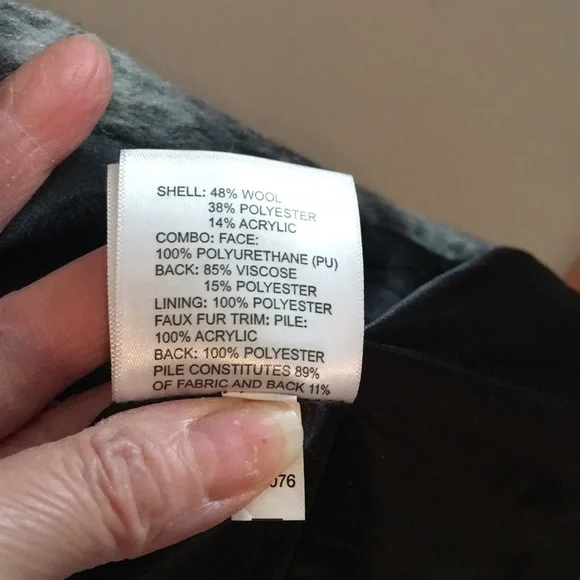 SHELL: 48% WOOL
38% POLYESTER
14% ACRYLIC
COMBO: FACE:
100% POLYURETHANE (PU)
BACK: 85% VISCOSE
15% POLYESTER
LINING: 100% POLYESTER
FAUX FUR TRIM: PILE:
100% ACRYLIC
BACK: 100% POLYESTER
PILE CONSTITUTES 89%
OF FABRIC AND BACK 11%